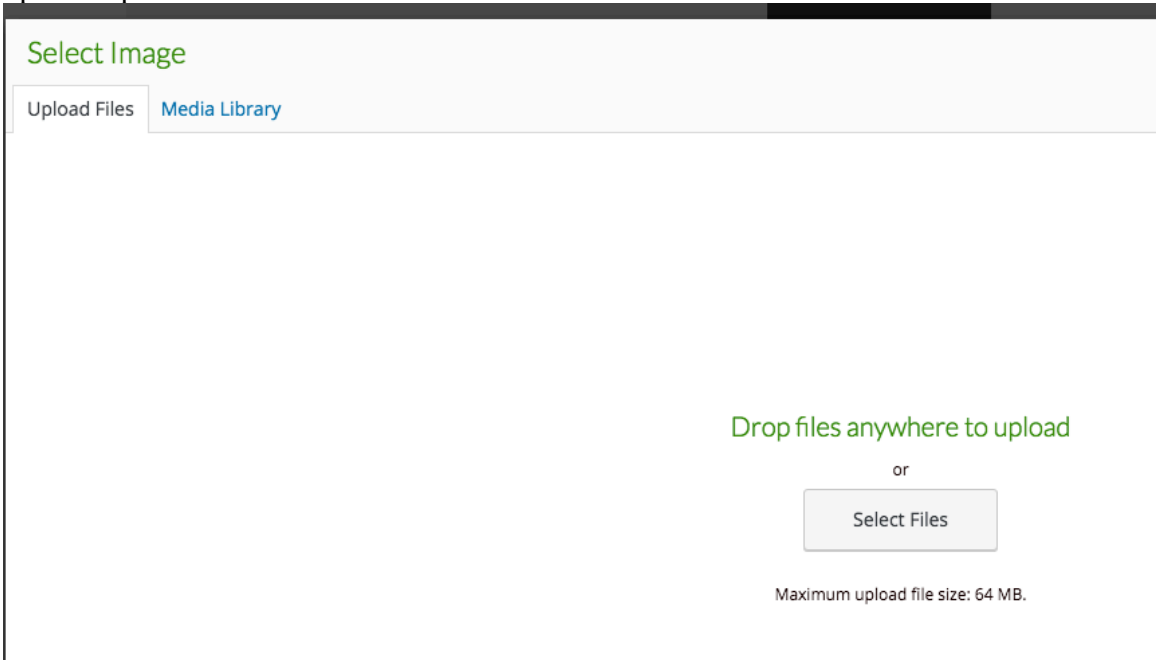 Select Image
Upload Files Media Library
Drop files anywhere to upload
or
Select Files
Maximum upload file size: 64 MB.